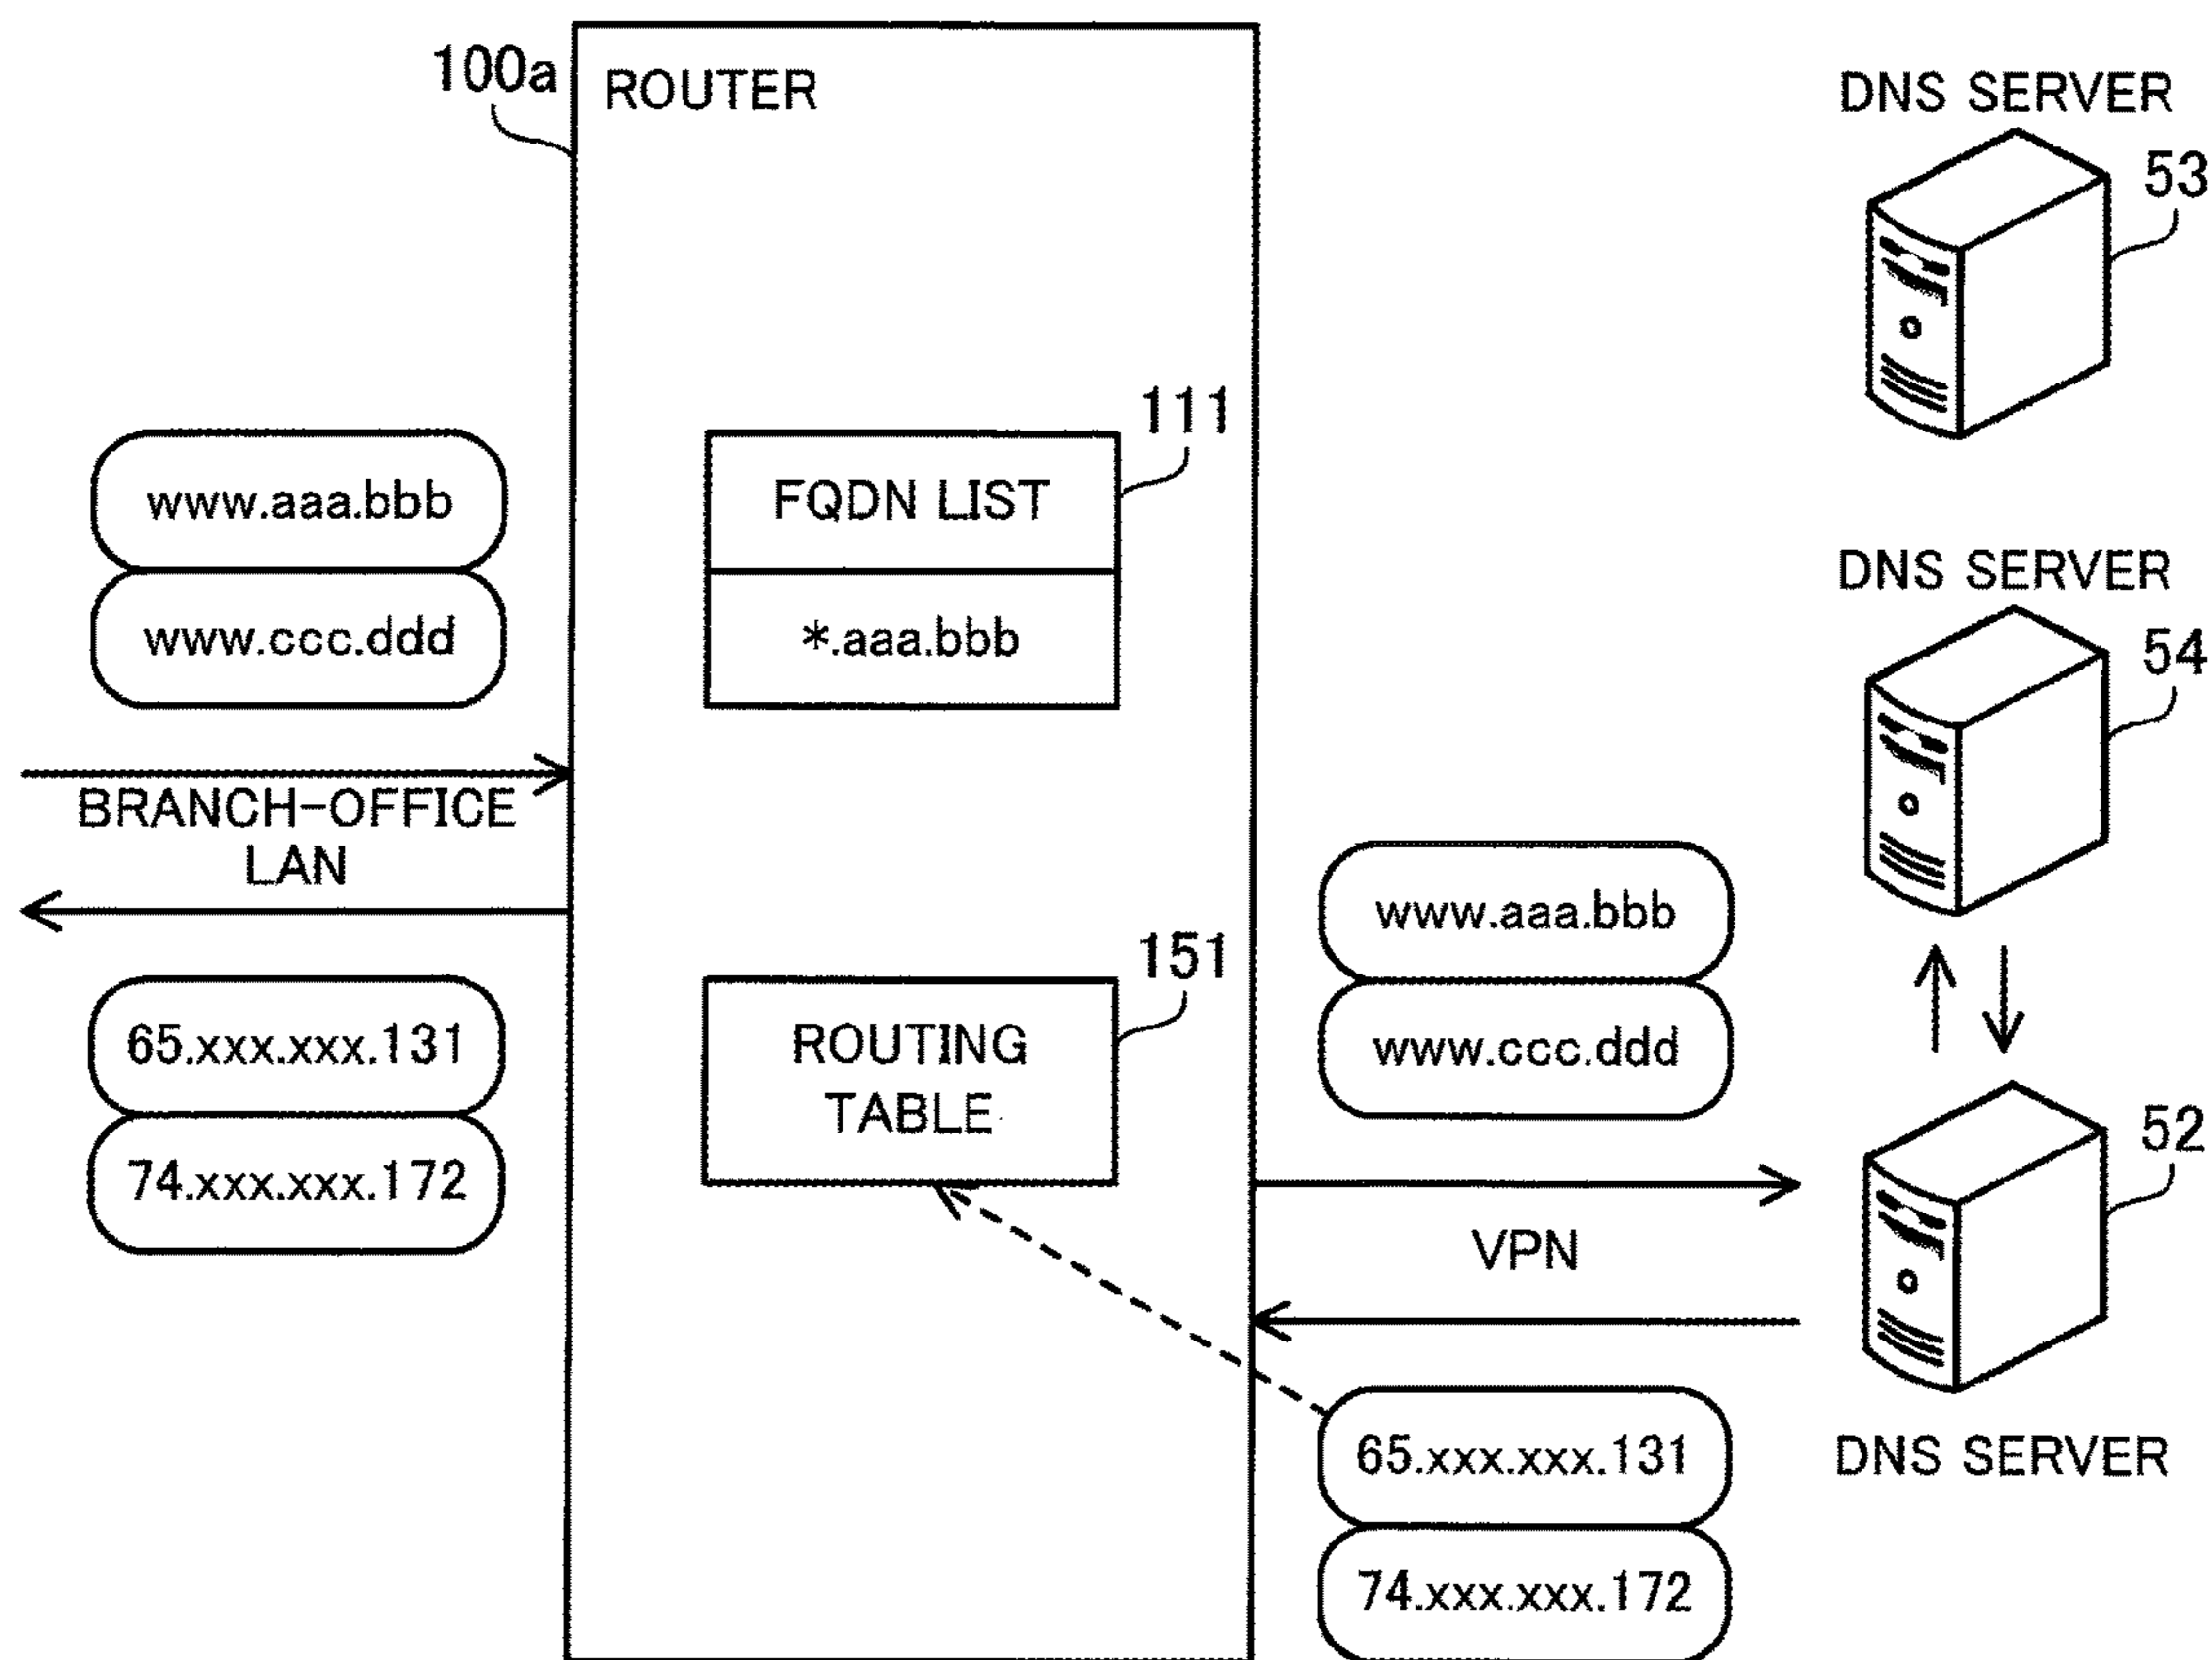 100a
ROUTER
DNS SERVER
53
111
FQDN LIST
*.aaa.bbb
www.aaa.bbb
www.ccc.ddd
DNS SERVER
54
BRANCH-OFFICE
LAN
65.xxx.xxx.131
74.xxx.xxx.172
151
ROUTING
TABLE
www.aaa.bbb
www.ccc.ddd
52
VPN
65.xxx.xxx.131
74.xxx.xxx.172
DNS SERVER